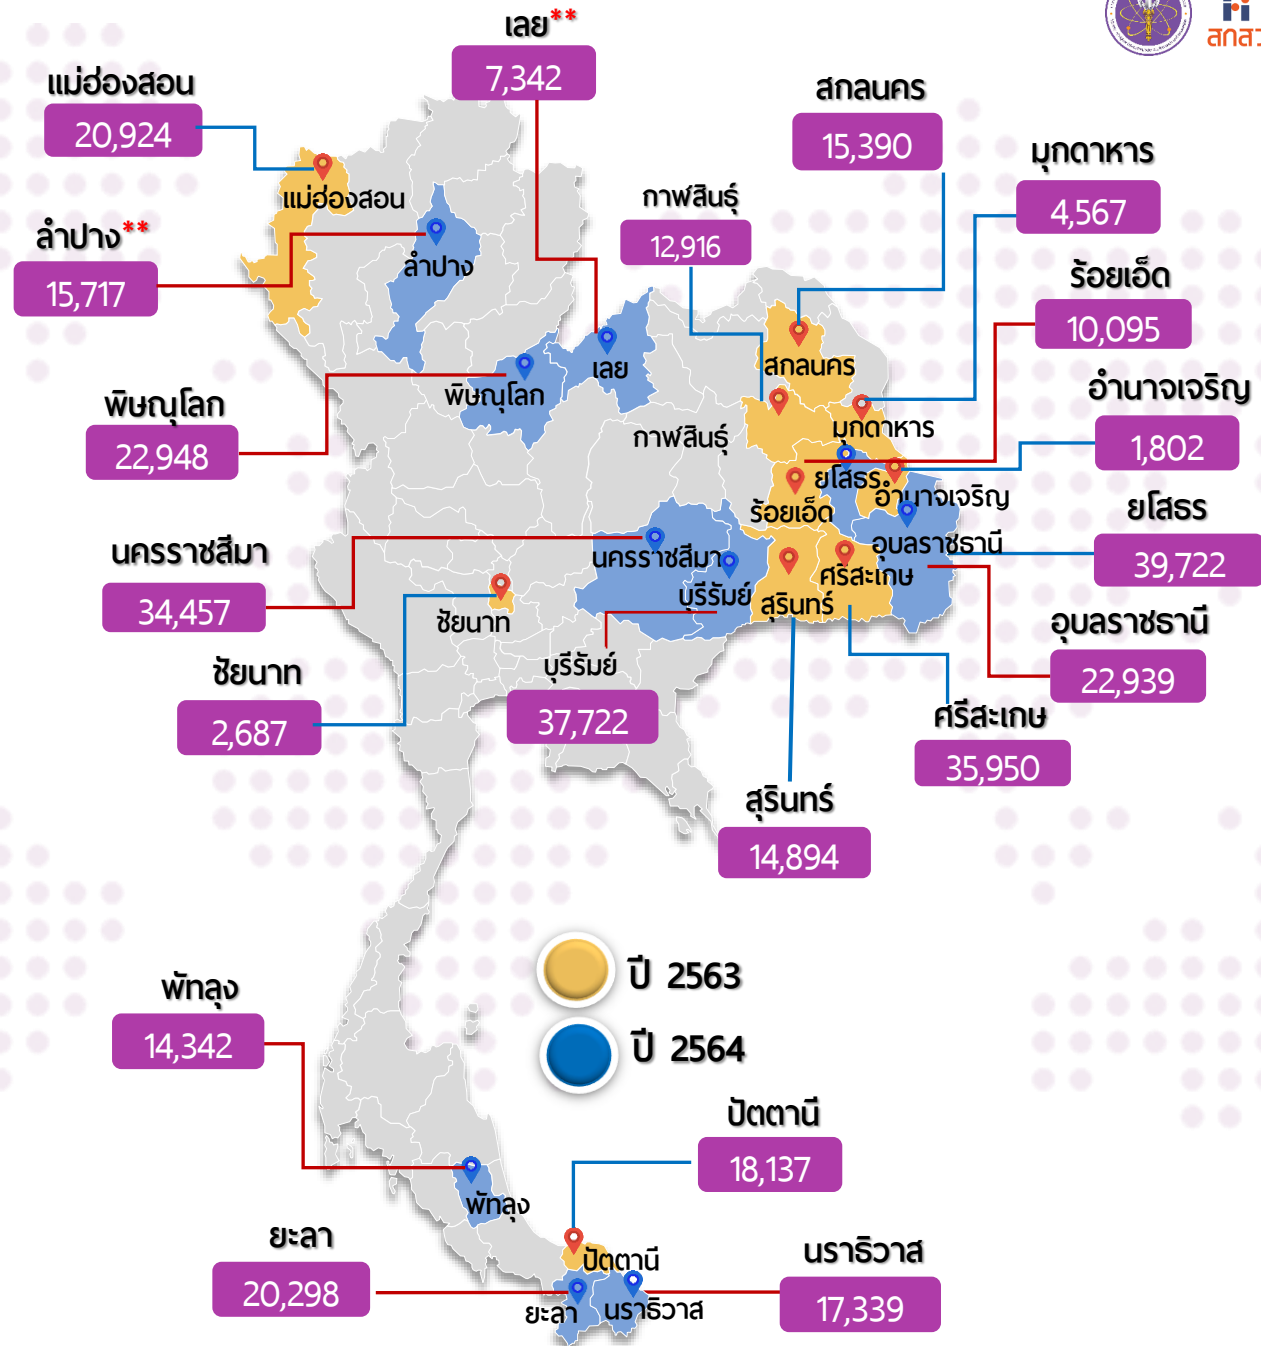 เลย**
7,342
สกสว
แม่ฮ่องสอน
20,924
สกลนคร
15,390
มุกดาหาร
4,567
กาฬสินธุ์
12,916
แม่ฮ่องสอน
ลำปาง**
15,717
ลำปาง
ร้อยเอ็ด
10,095
สกลนคร
เลย
พิษณุโลก
พิษณุโลก
22,948
อำนาจเจริญ
1,802
กาฬสินธุ์
มุกดาหาร
ยโสธร
อำนาจเจริญ
ร้อยเอ็ด
ยโสธร
39,722
นครราชสีมา
34,457
นครราชสีมา
อุบลราชธานี
ศรีสะเกษ
บุรีรัมย์
สุรินทร์
ชัยนาท
อุบลราชธานี
22,939
ชัยนาท
2,687
บุรีรัมย์
37,722
ศรีสะเกษ
35,950
สุรินทร์
14,894
ปี 2563
ปี 2564
พัทลุง
14,342
ปัตตานี
18,137
พัทลุง
ยะลา
20,298
ปัตตานี
นราธิวาส
17,339
ยะลา
นราธิวาส